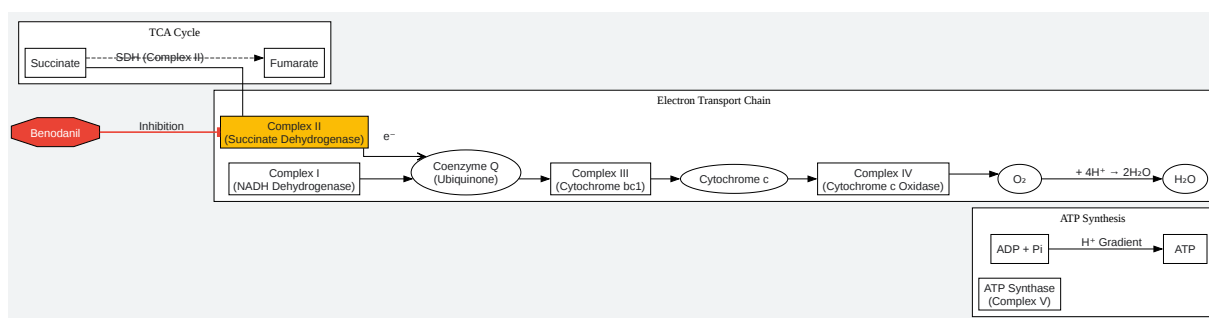 TCA Cycle
Succinate
SDH (Complex II)
Fumarate
Electron Transport Chain
Benodanil
Inhibition
Complex II
(Succinate Dehydrogenase)
e⁻
Complex I
(NADH Dehydrogenase)
Coenzyme Q
(Ubiquinone)
Complex III
(Cytochrome bc1)
Cytochrome c
Complex IV
(Cytochrome c Oxidase)
O₂
+ 4H⁺ → 2H₂O
H₂O
ATP Synthesis
ADP + Pi
H⁺ Gradient
ATP
ATP Synthase
(Complex V)